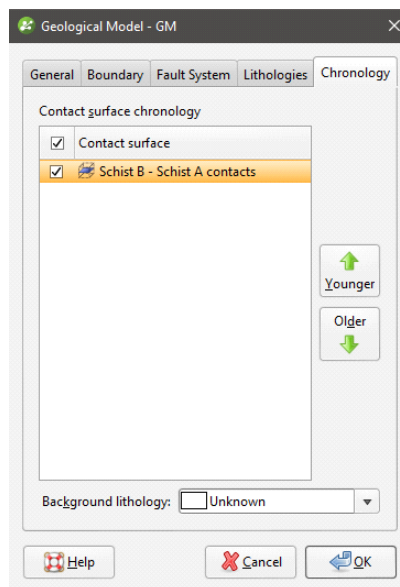 Geological Model - GM
General Boundary Fault System Lithologies Chronology
Contact surface chronology
Contact surface
Schist B - Schist A contacts
Younger
Older
Background lithology: Unknown
Help Cancel OK